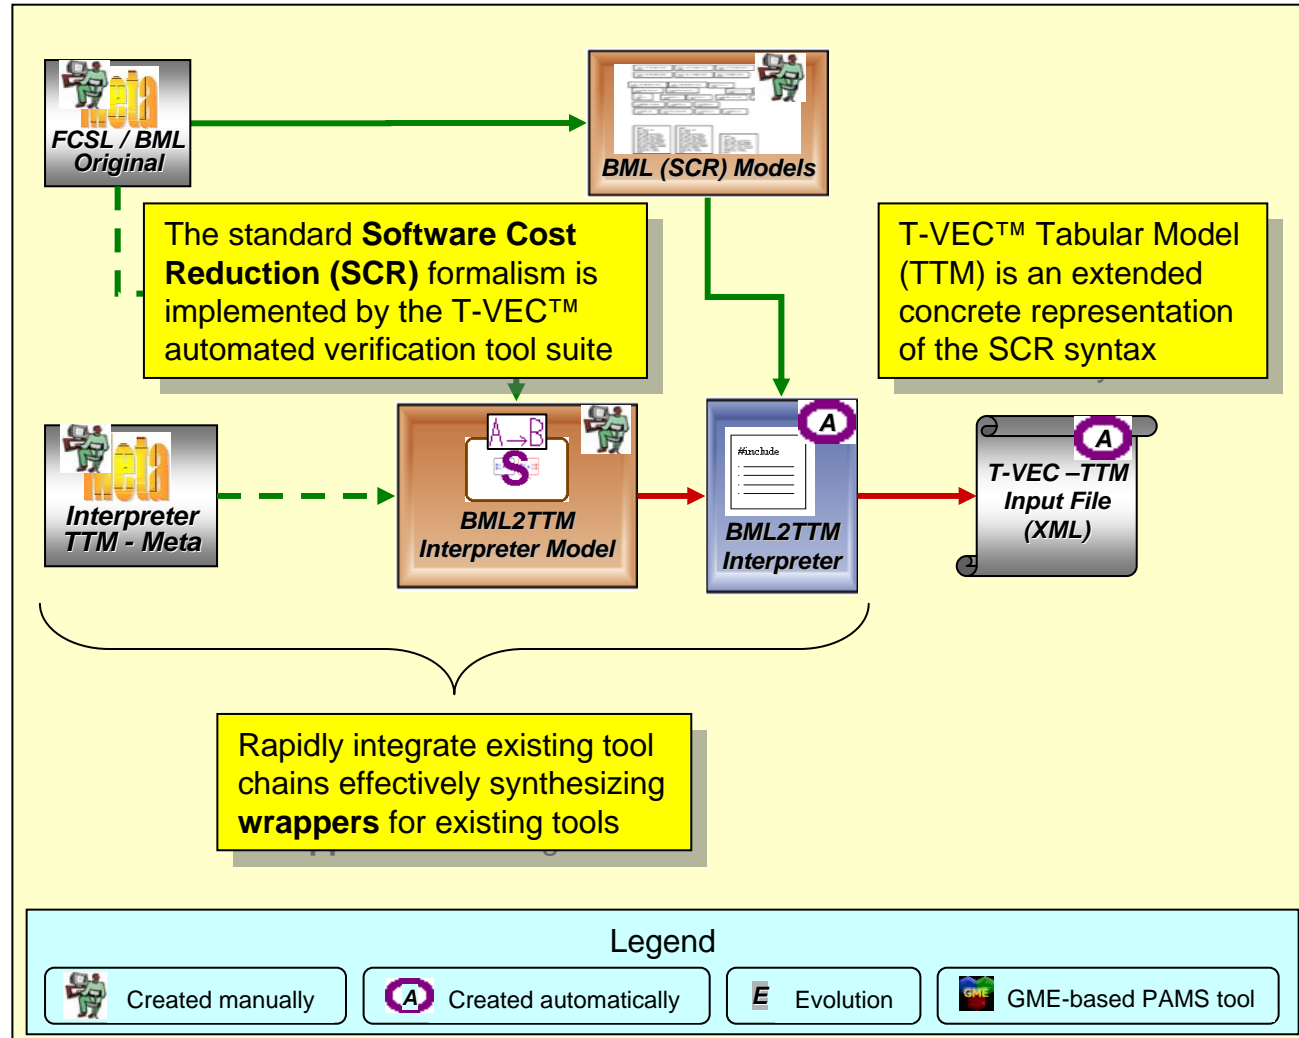 meta
FCSL / BML
Original
BML (SCR) Models
The standard Software Cost
Reduction (SCR) formalism is
implemented by the T-VEC™
automated verification tool suite
T-VEC™ Tabular Model
(TTM) is an extended
concrete representation
of the SCR syntax
meta
Interpreter
TTM - Meta
A→B
S
BML2TTM
Interpreter Model
A
#include
BML2TTM
Interpreter
A
T-VEC –TTM
Input File
(XML)
Rapidly integrate existing tool
chains effectively synthesizing
wrappers for existing tools
Legend
Created manually
A Created automatically
E Evolution
GME GME-based PAMS tool